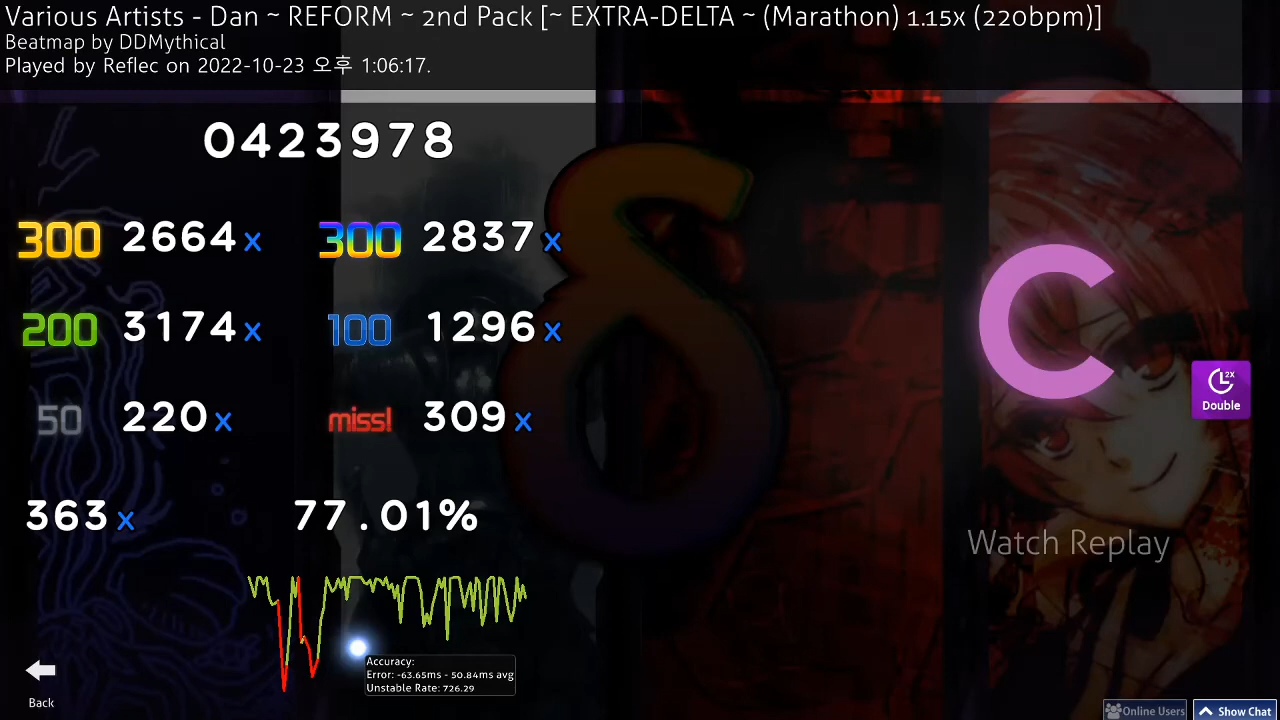 Various Artists - Dan ~ REFORM ~ 2nd Pack [~ EXTRA-DELTA ~ (Marathon) 1.15x (220bpm)]
Beatmap by DDMythical
Played by Reflec on 2022-10-23 오후 1:06:17.
0423978
300 2664x 300 2837x
200 3174x 100 1296x
50 220x miss! 309x
363x 77.01%
δ
C
2X
Double
Watch Replay
Accuracy:
Error: -63.65ms - 50.84ms avg
Unstable Rate: 726.29
Back
Online Users
Show Chat